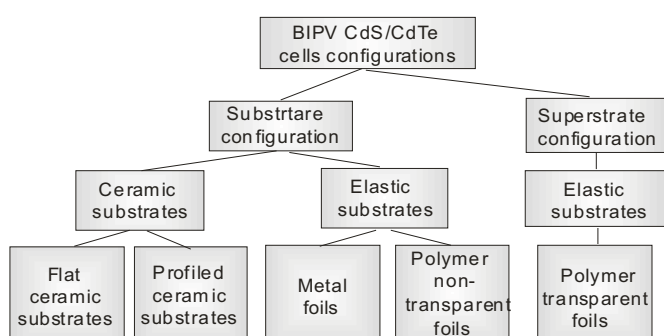 BIPV CdS/CdTe
cells configurations
Substrtare
configuration
Superstrate
configuration
Ceramic
substrates
Elastic
substrates
Elastic
substrates
Flat
ceramic
substrates
Profiled
ceramic
substrates
Metal
foils
Polymer
non-
transparent
foils
Polymer
transparent
foils